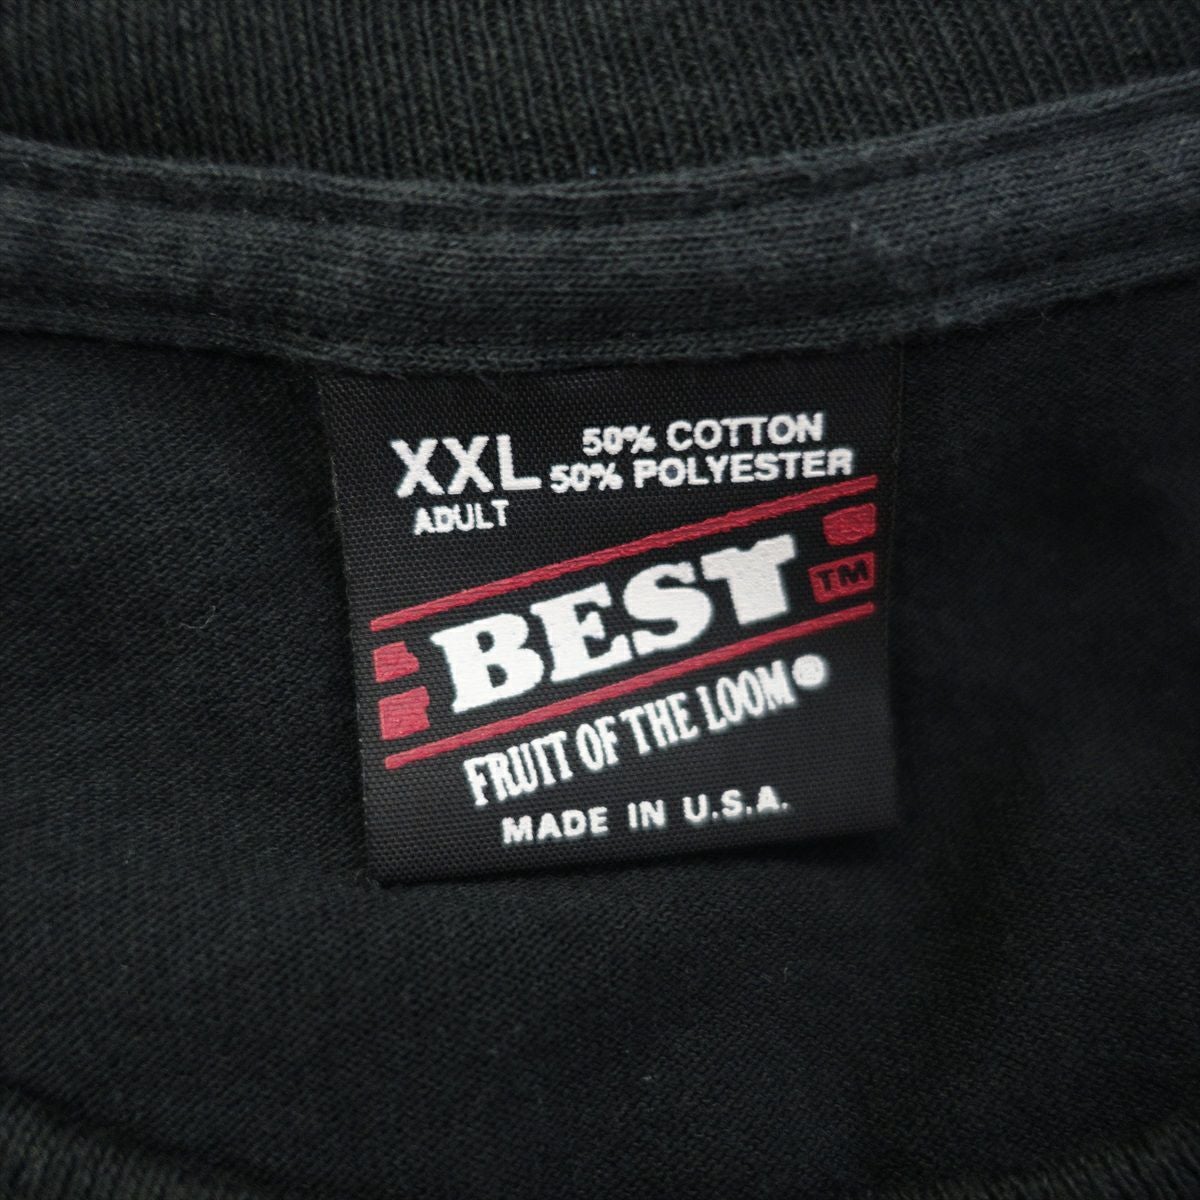 XXL 50% COTTON
50% POLYESTER
ADULT
BEST TM
FRUIT OF THE LOOM®
MADE IN U.S.A.